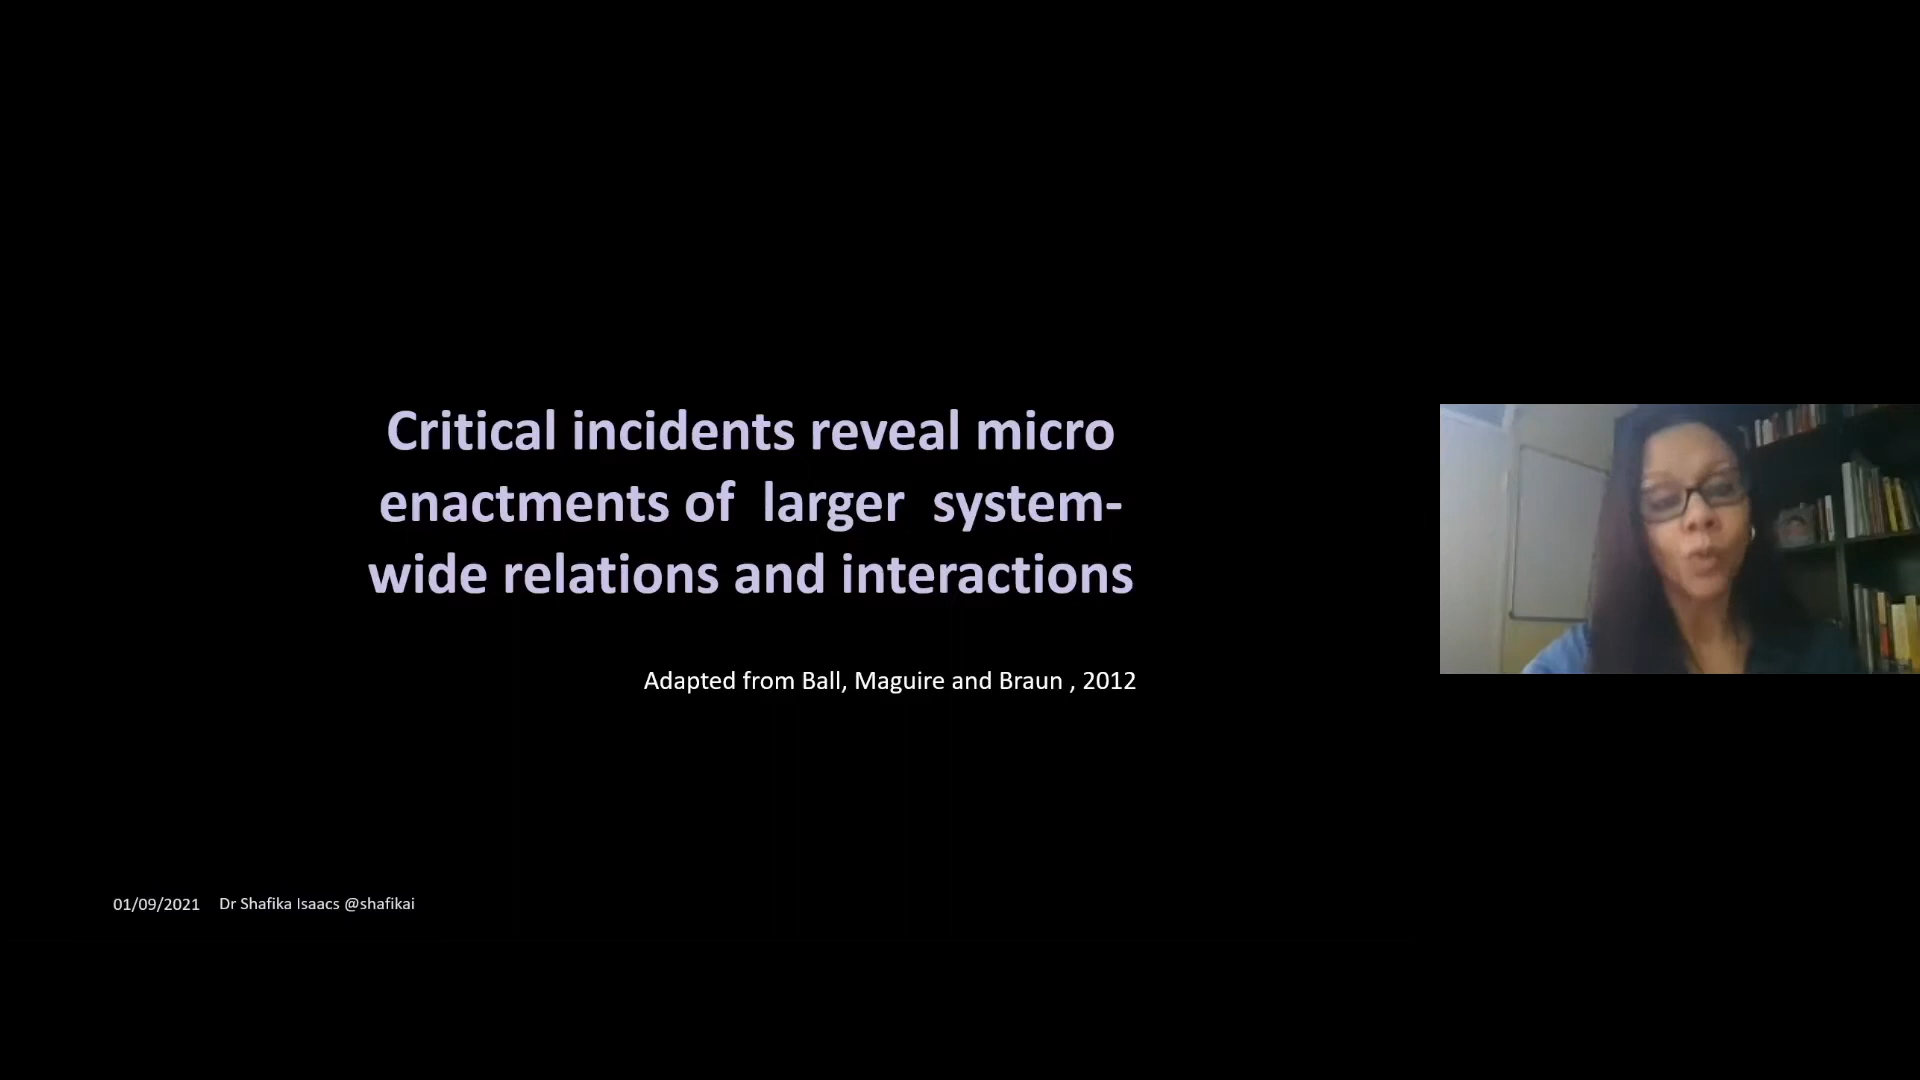 Critical incidents reveal micro
enactments of larger system-
wide relations and interactions
Adapted from Ball, Maguire and Braun , 2012
01/09/2021 Dr Shafika Isaacs @shafikai